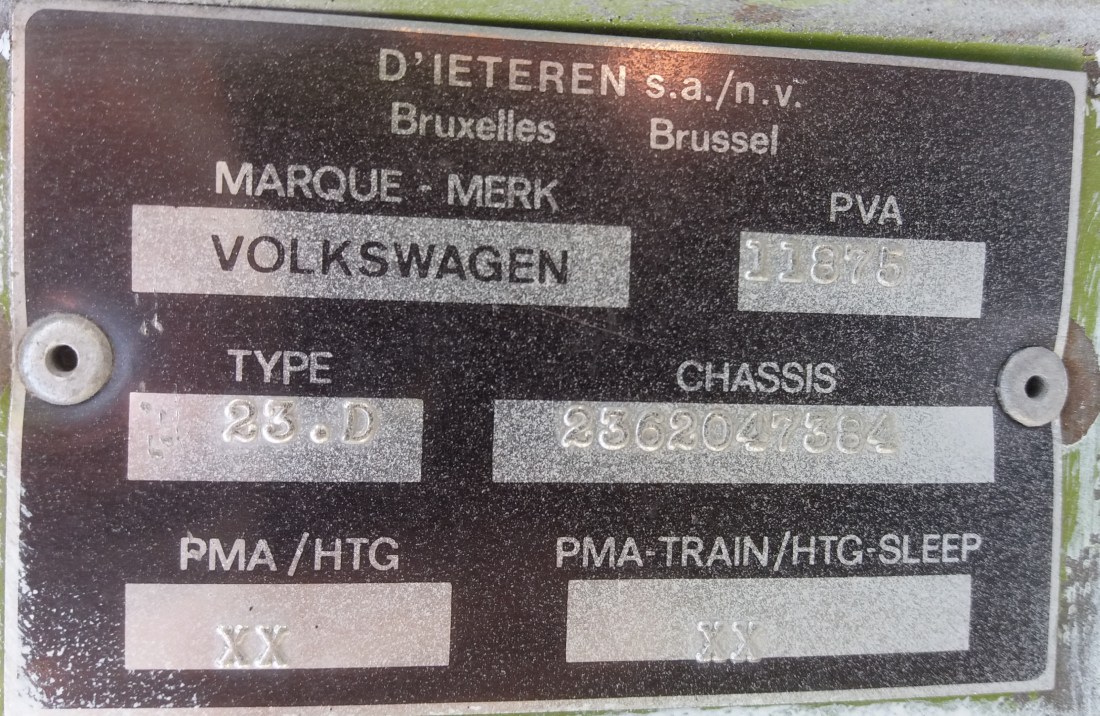 D'IETEREN s.a./n.v.
Bruxelles Brussel
MARQUE - MERK PVA
VOLKSWAGEN 11875
TYPE CHASSIS
23.D 2362047384
PMA/HTG PMA-TRAIN/HTG-SLEEP
XX XX